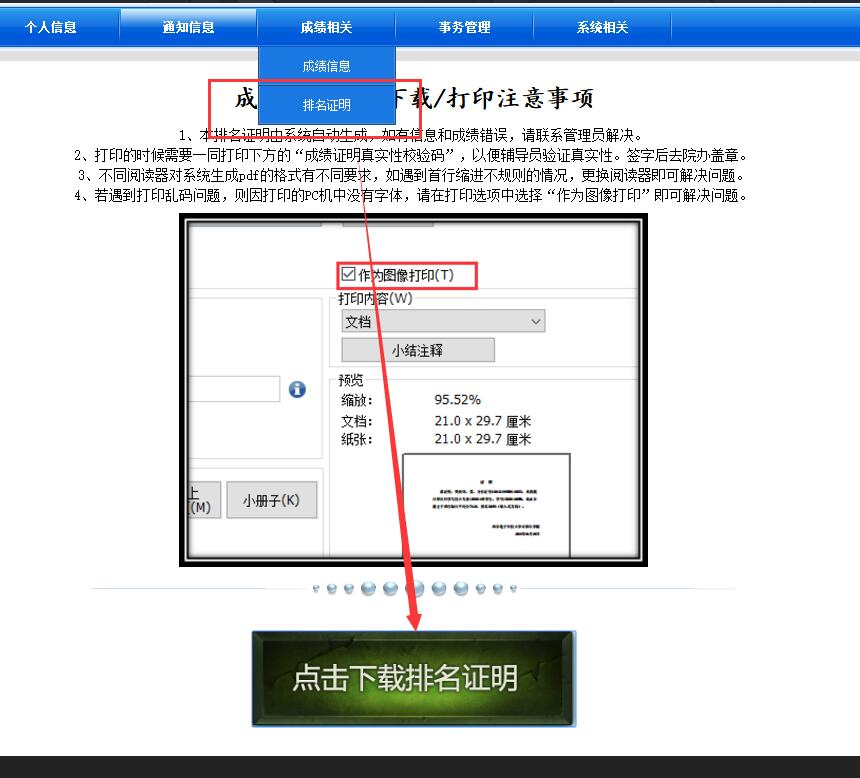 个人信息
通知信息
成绩相关
事务管理
系统相关
成绩信息
排名证明
成 下载/打印注意事项
1、本排名证明由系统自动生成，如有信息和成绩错误，请联系管理员解决。
2、打印的时候需要一同打印下方的“成绩证明真实性校验码”，以便辅导员验证真实性。签字后去院办盖章。
3、不同阅读器对系统生成pdf的格式有不同要求，如遇到首行缩进不规则的情况，更换阅读器即可解决问题。
4、若遇到打印乱码问题，则因打印的PC机中没有字体，请在打印选项中选择“作为图像打印”即可解决问题。
作为图像打印(T)
打印内容(W)
文档
小结注释
预览
缩放： 95.52%
文档： 21.0 x 29.7 厘米
纸张： 21.0 x 29.7 厘米
上
(M)
小册子(K)
点击下载排名证明